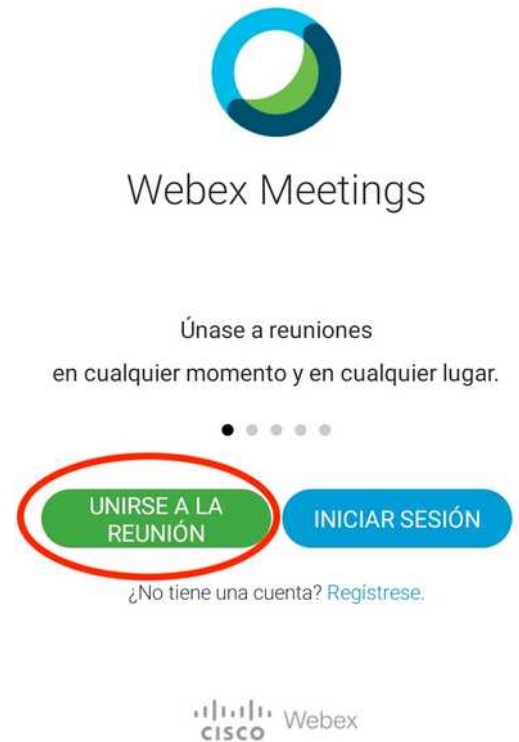 Webex Meetings
Únase a reuniones
en cualquier momento y en cualquier lugar.
UNIRSE A LA
REUNIÓN
INICIAR SESIÓN
¿No tiene una cuenta? Regístrese.
CISCO Webex